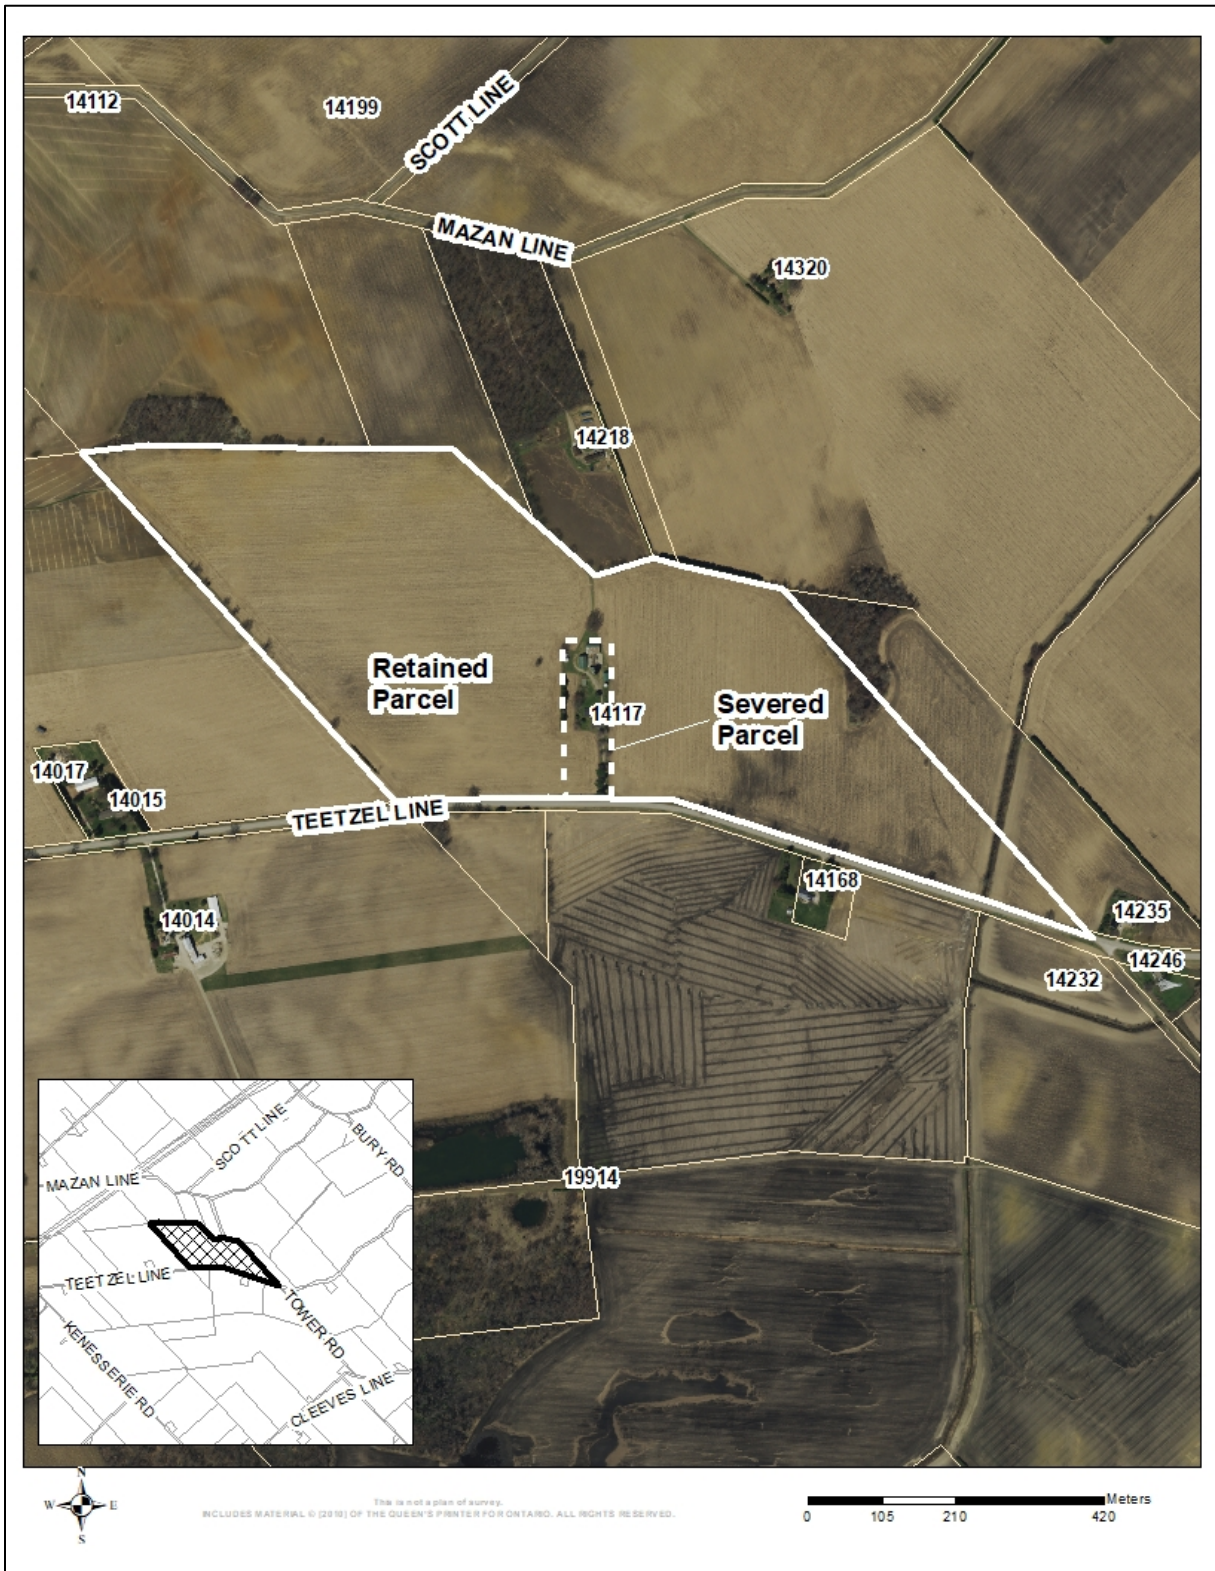 14112
14199
SCOTT LINE
MAZAN LINE
14320
14218
Retained
Parcel
14117
Severed
Parcel
14017
14015
TEETZEL LINE
14168
14014
14235
14246
14232
19914
SCOTT LINE
BURY RD
MAZAN LINE
TEETZEL LINE
TOWER RD
KENESSERIE RD
CLEEVES LINE
N
W E
S
This is not a plan of survey.
INCLUDES MATERIAL © [2010] OF THE QUEEN'S PRINTER FOR ONTARIO. ALL RIGHTS RESERVED.
Meters
0 105 210 420